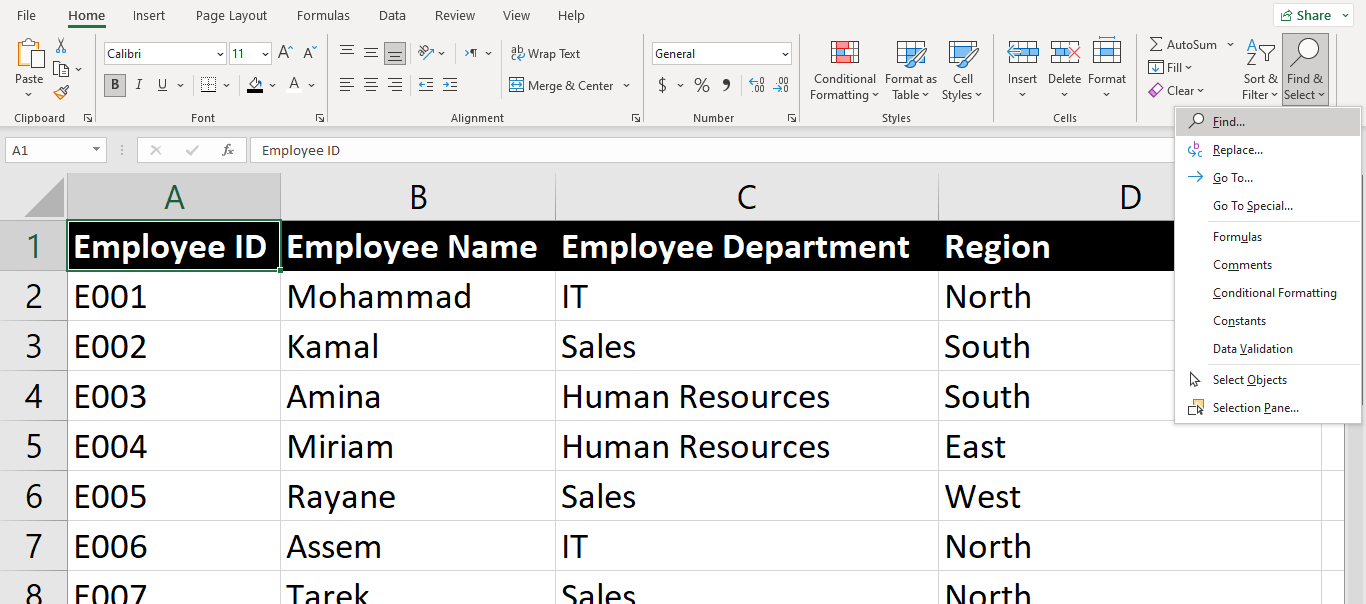 File Home Insert Page Layout Formulas Data Review View Help Share
Calibri 11 A^ A˅ Wrap Text General AutoSum
Paste B I U A Merge & Center $ % 9 Conditional Formatting Format as Table Cell Styles Insert Delete Format Fill Sort & Filter Find & Select
Clear
Clipboard Font Alignment Number Styles Cells
Find...
Replace...
Go To...
Go To Special...
Formulas
Comments
Conditional Formatting
Constants
Data Validation
Select Objects
Selection Pane...
A1 fx Employee ID
A B C D
1 Employee ID Employee Name Employee Department Region
2 E001 Mohammad IT North
3 E002 Kamal Sales South
4 E003 Amina Human Resources South
5 E004 Miriam Human Resources East
6 E005 Rayane Sales West
7 E006 Assem IT North
8 E007 Tarek Sales North